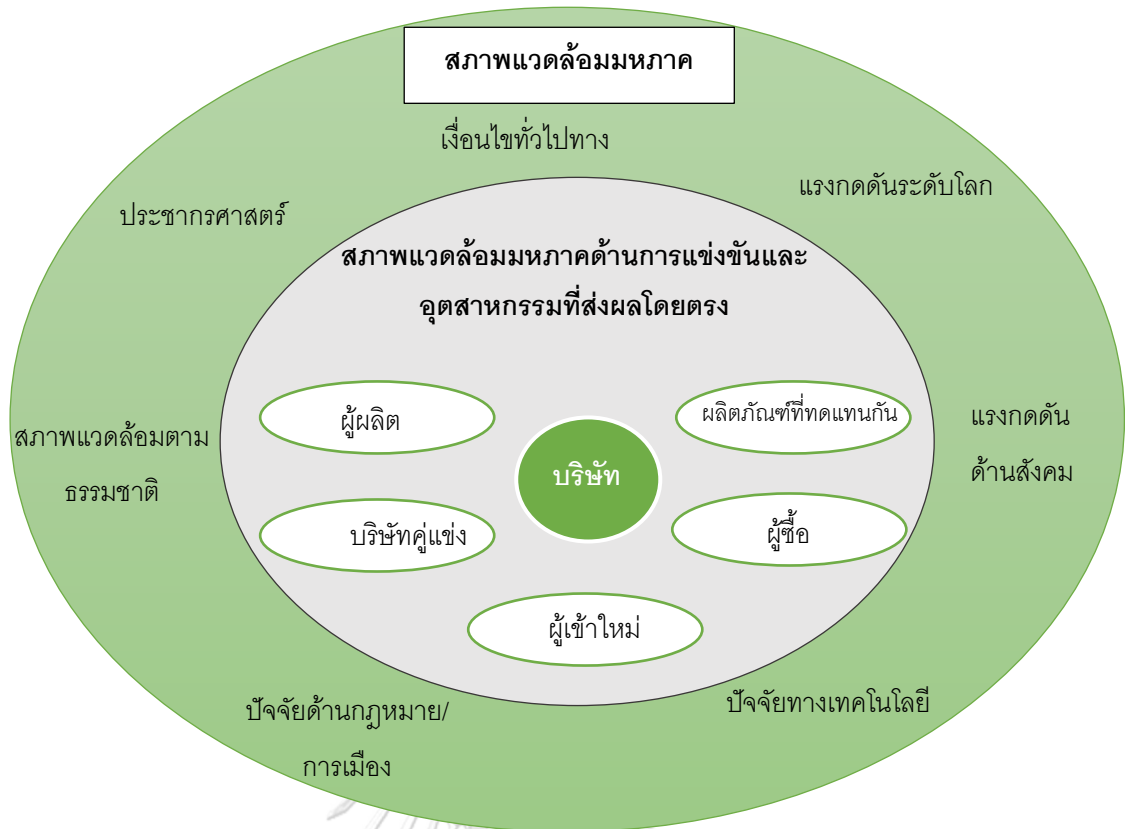 สภาพแวดล้อมมหภาค
เงื่อนไขทั่วไปทาง
แรงกดดันระดับโลก
ประชากรศาสตร์
สภาพแวดล้อมมหภาคด้านการแข่งขันและ
อุตสาหกรรมที่ส่งผลโดยตรง
ผู้ผลิต
ผลิตภัณฑ์ที่ทดแทนกัน
แรงกดดัน
ด้านสังคม
สภาพแวดล้อมตาม
ธรรมชาติ
บริษัท
บริษัทคู่แข่ง
ผู้ซื้อ
ผู้เข้าใหม่
ปัจจัยทางเทคโนโลยี
ปัจจัยด้านกฎหมาย/
การเมือง